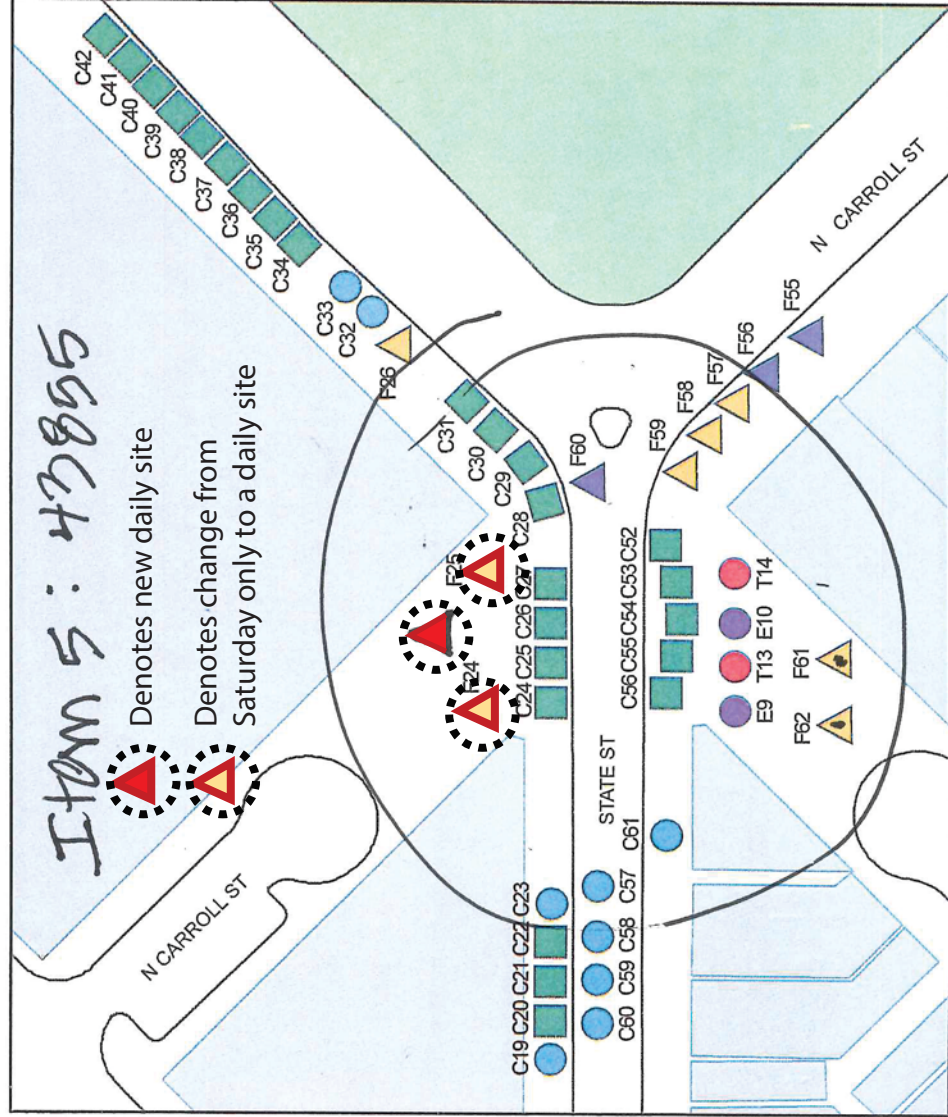 Item 5 : 43855
Denotes new daily site
Denotes change from
Saturday only to a daily site
C42
C41
C40
C39
C38
C37
C36
C35
C34
C33
C32
F26
N CARROLL ST
C31
C30
C29
C28
F24
F25
C19 C20 C21 C22 C23
C24 C25 C26 C27
F60
STATE ST
C60 C59 C58 C57
C61
C56 C55 C54 C53 C52
F59
F58
F57
F56
F55
E9 T13 E10 T14
F62 F61
N CARROLL ST